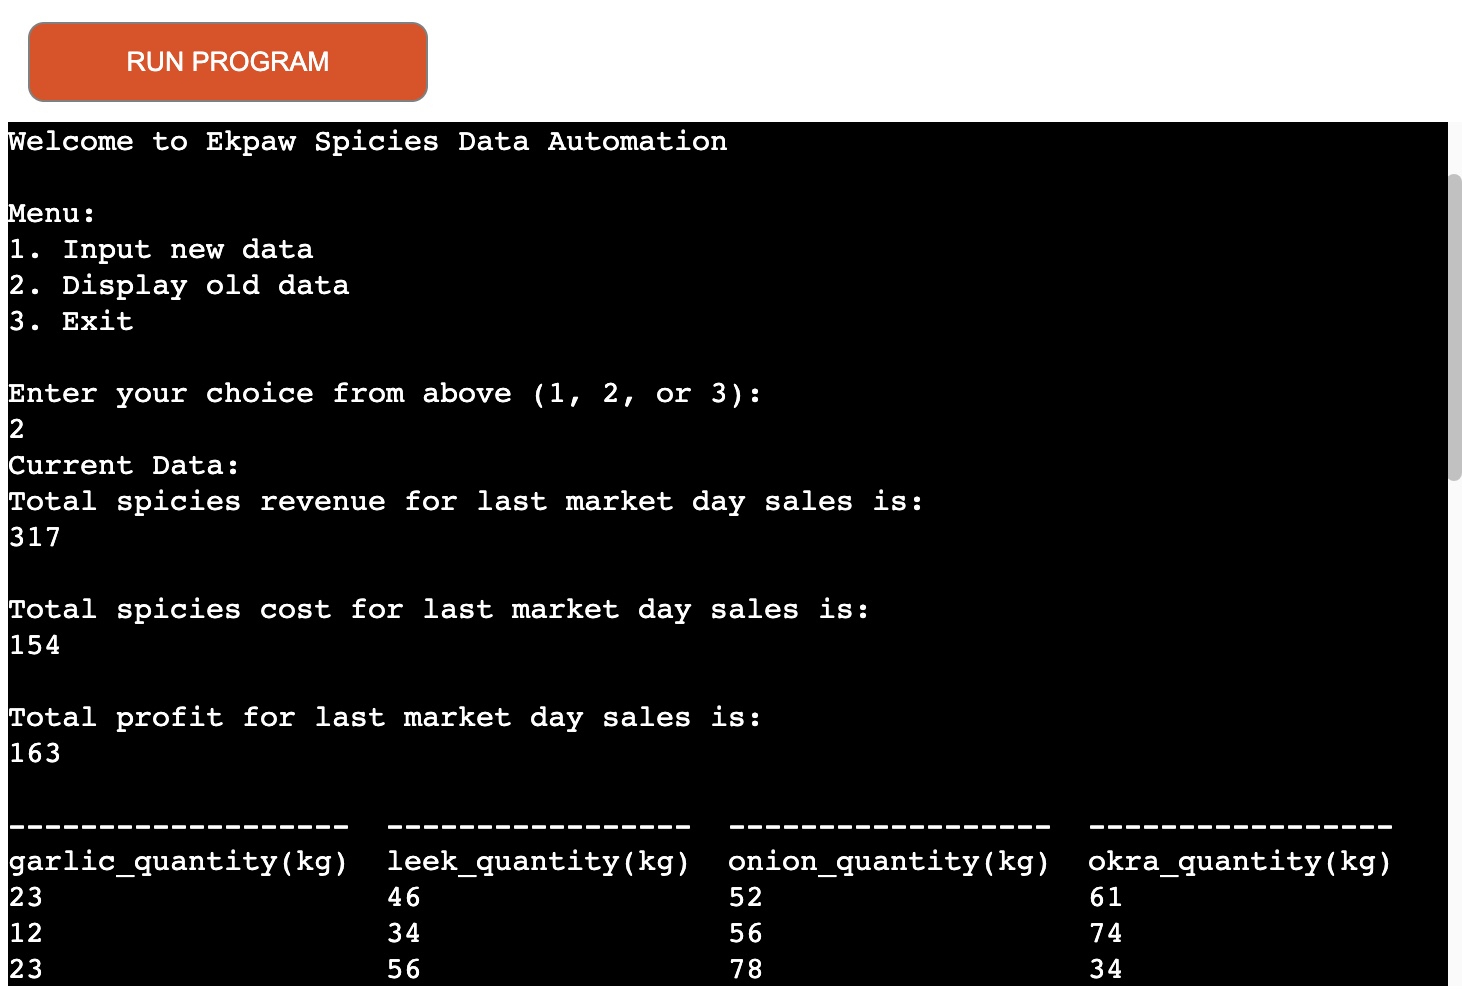 RUN PROGRAM
Welcome to Ekpaw Spicies Data Automation
Menu:
1. Input new data
2. Display old data
3. Exit
Enter your choice from above (1, 2, or 3):
2
Current Data:
Total spicies revenue for last market day sales is:
317
Total spicies cost for last market day sales is:
154
Total profit for last market day sales is:
163
-------------------  -----------------  ------------------  -----------------
garlic_quantity(kg)  leek_quantity(kg)  onion_quantity(kg)  okra_quantity(kg)
23                   46                 52                  61
12                   34                 56                  74
23                   56                 78                  34